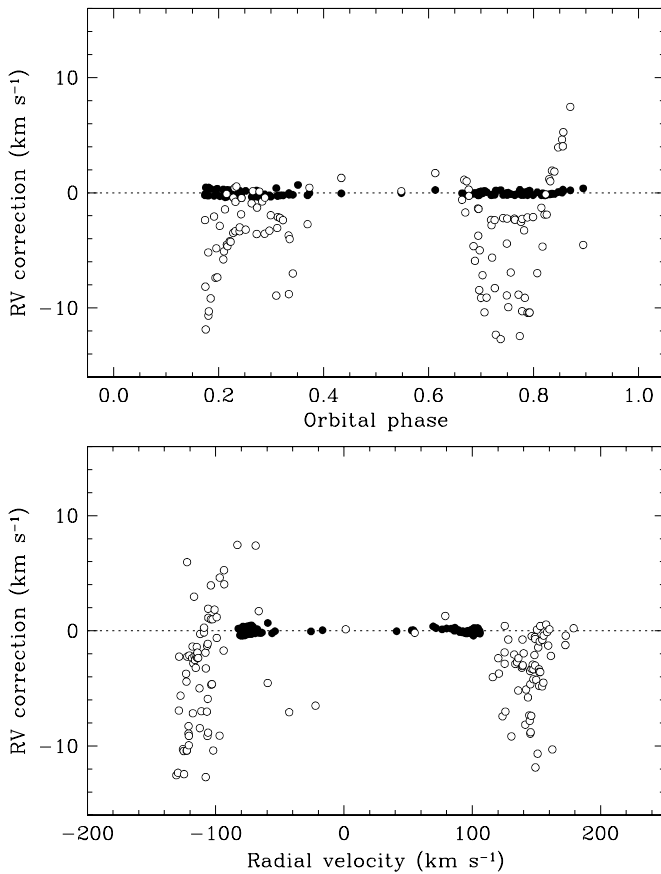 10
0
−10
RV correction (km s⁻¹)
0.0 0.2 0.4 0.6 0.8 1.0
Orbital phase
10
0
−10
RV correction (km s⁻¹)
−200 −100 0 100 200
Radial velocity (km s⁻¹)